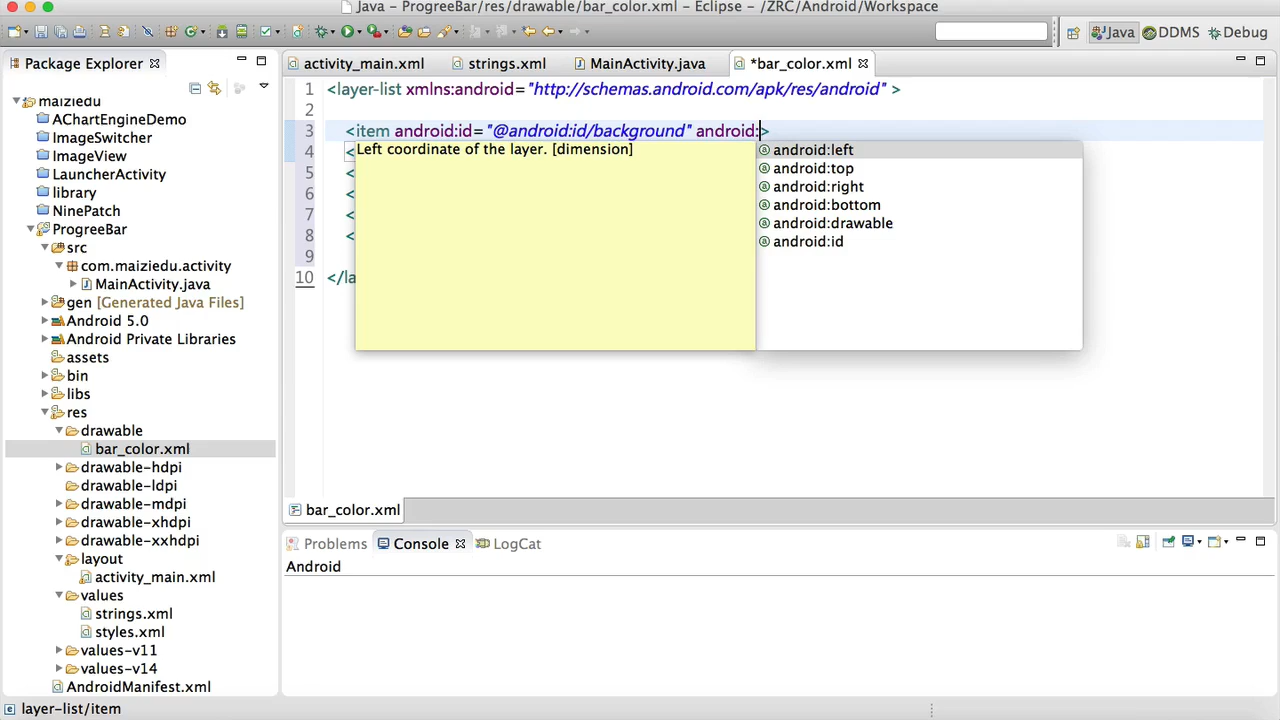 Java – ProgreeBar/res/drawable/bar_color.xml – Eclipse – /ZRC/Android/Workspace
Java
DDMS
Debug
Package Explorer
activity_main.xml
strings.xml
MainActivity.java
*bar_color.xml
maiziedu
AChartEngineDemo
ImageSwitcher
ImageView
LauncherActivity
library
NinePatch
ProgreeBar
src
com.maiziedu.activity
MainActivity.java
gen [Generated Java Files]
Android 5.0
Android Private Libraries
assets
bin
libs
res
drawable
bar_color.xml
drawable-hdpi
drawable-ldpi
drawable-mdpi
drawable-xhdpi
drawable-xxhdpi
layout
activity_main.xml
values
strings.xml
styles.xml
values-v11
values-v14
AndroidManifest.xml
1 <layer-list xmlns:android="http://schemas.android.com/apk/res/android" >
2
3 <item android:id="@android:id/background" android:>
4 <
5 <
6 <
7 <
8 <
9
10 </la
Left coordinate of the layer. [dimension]
android:left
android:top
android:right
android:bottom
android:drawable
android:id
bar_color.xml
Problems
Console
LogCat
Android
layer-list/item